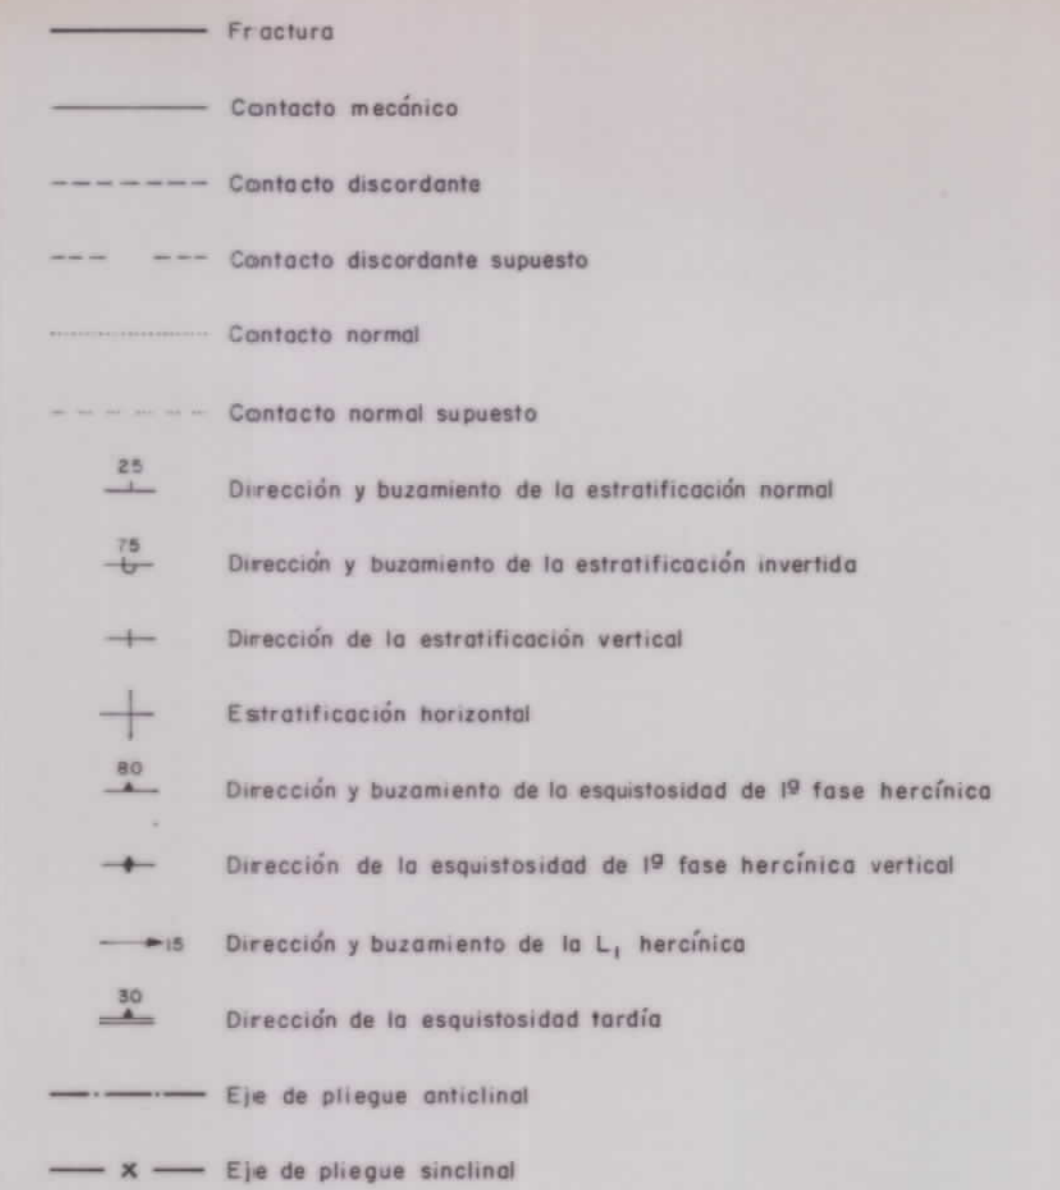 Fractura
Contacto mecánico
Contacto discordante
Contacto discordante supuesto
Contacto normal
Contacto normal supuesto
25
Dirección y buzamiento de la estratificación normal
75
Dirección y buzamiento de la estratificación invertida
Dirección de la estratificación vertical
Estratificación horizontal
80
Dirección y buzamiento de la esquistosidad de 1ª fase hercínica
Dirección de la esquistosidad de 1ª fase hercínica vertical
15 Dirección y buzamiento de la L₁ hercínica
30
Dirección de la esquistosidad tardía
Eje de pliegue anticlinal
x Eje de pliegue sinclinal